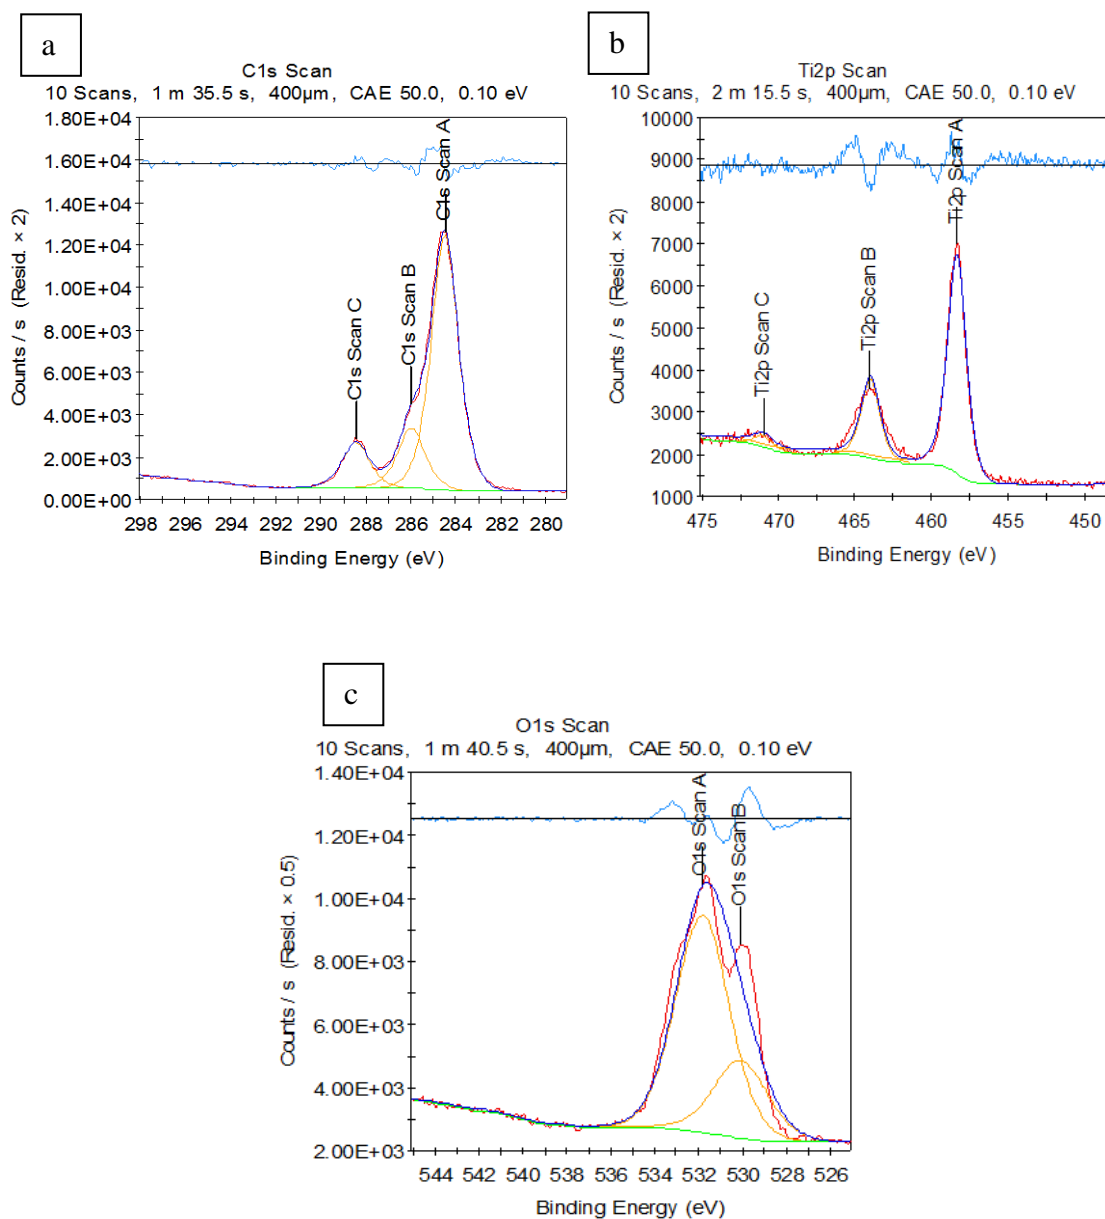 a
C1s Scan
10 Scans, 1 m 35.5 s, 400µm, CAE 50.0, 0.10 eV
1.80E+04
1.60E+04
1.40E+04
1.20E+04
1.00E+04
8.00E+03
6.00E+03
4.00E+03
2.00E+03
0.00E+00
Counts / s (Resid. × 2)
C1s Scan A
C1s Scan B
C1s Scan C
298 296 294 292 290 288 286 284 282 280
Binding Energy (eV)
b
Ti2p Scan
10 Scans, 2 m 15.5 s, 400µm, CAE 50.0, 0.10 eV
10000
9000
8000
7000
6000
5000
4000
3000
2000
1000
Counts / s (Resid. × 2)
Ti2p Scan A
Ti2p Scan B
Ti2p Scan C
475 470 465 460 455 450
Binding Energy (eV)
c
O1s Scan
10 Scans, 1 m 40.5 s, 400µm, CAE 50.0, 0.10 eV
1.40E+04
1.20E+04
1.00E+04
8.00E+03
6.00E+03
4.00E+03
2.00E+03
Counts / s (Resid. × 0.5)
O1s Scan A
O1s Scan B
544 542 540 538 536 534 532 530 528 526
Binding Energy (eV)